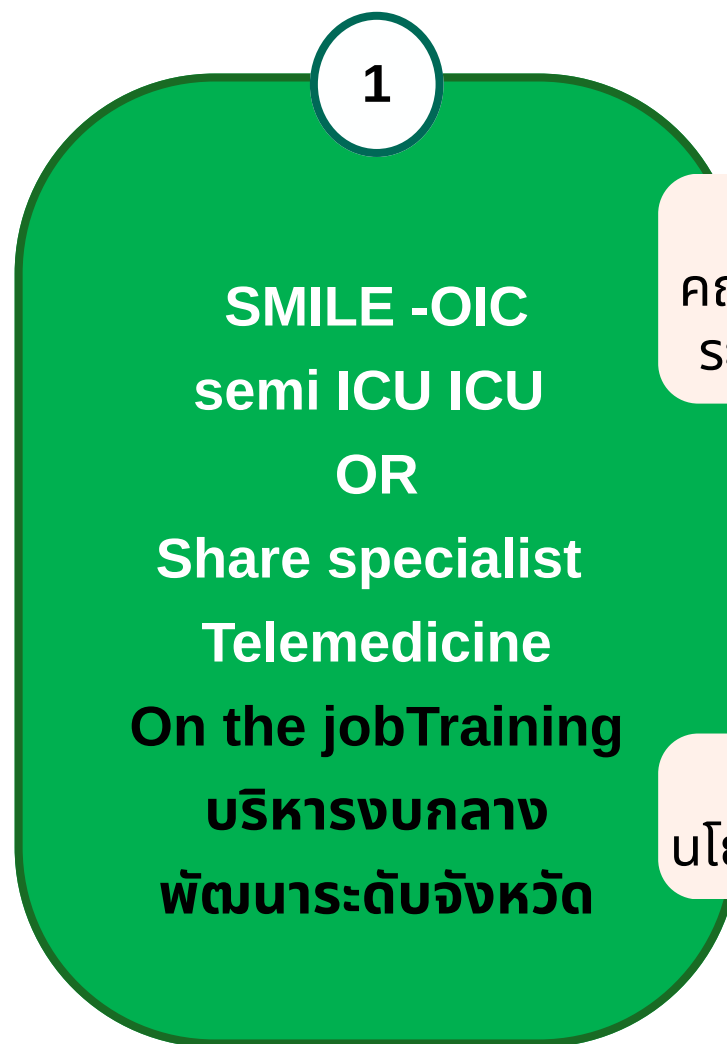 1
SMILE -OIC
semi ICU ICU
OR
Share specialist
Telemedicine
On the jobTraining
บริหารงบกลาง
พัฒนาระดับจังหวัด